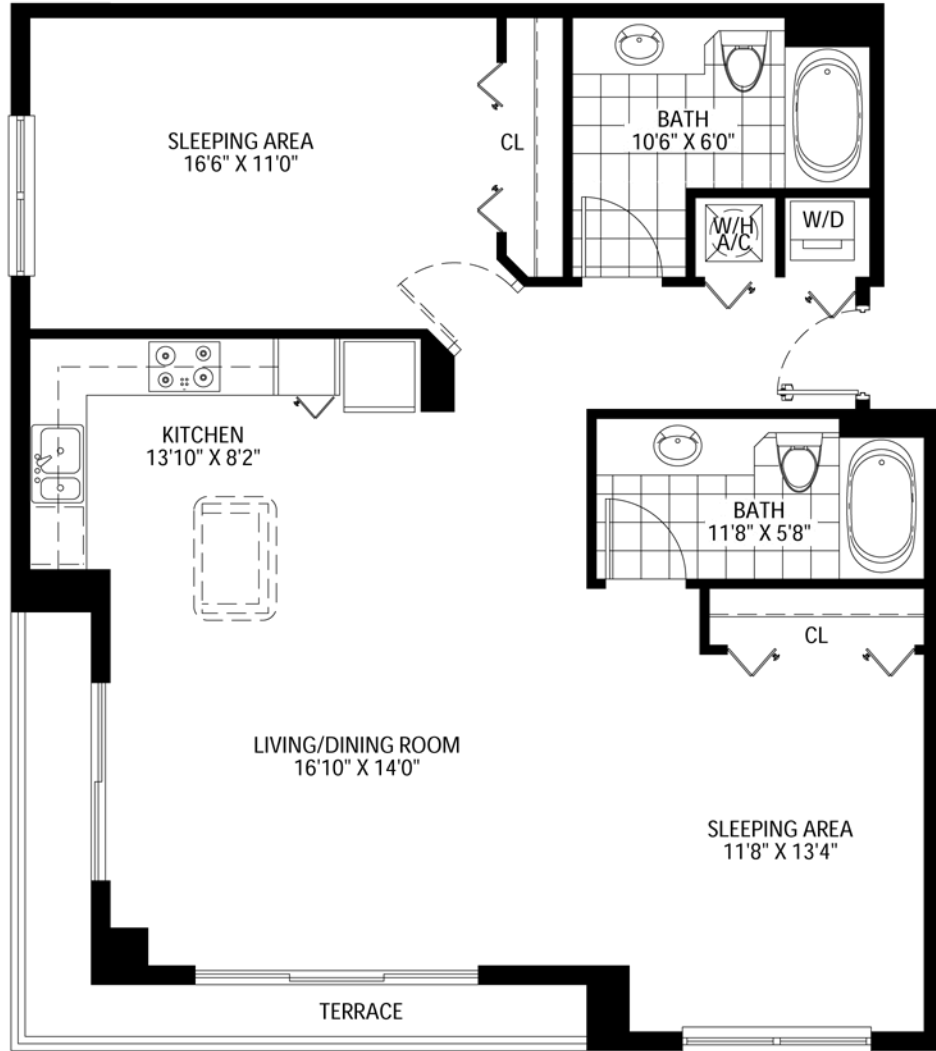 SLEEPING AREA
16'6" X 11'0"
CL
BATH
10'6" X 6'0"
W/H
A/C
W/D
KITCHEN
13'10" X 8'2"
BATH
11'8" X 5'8"
CL
LIVING/DINING ROOM
16'10" X 14'0"
SLEEPING AREA
11'8" X 13'4"
TERRACE